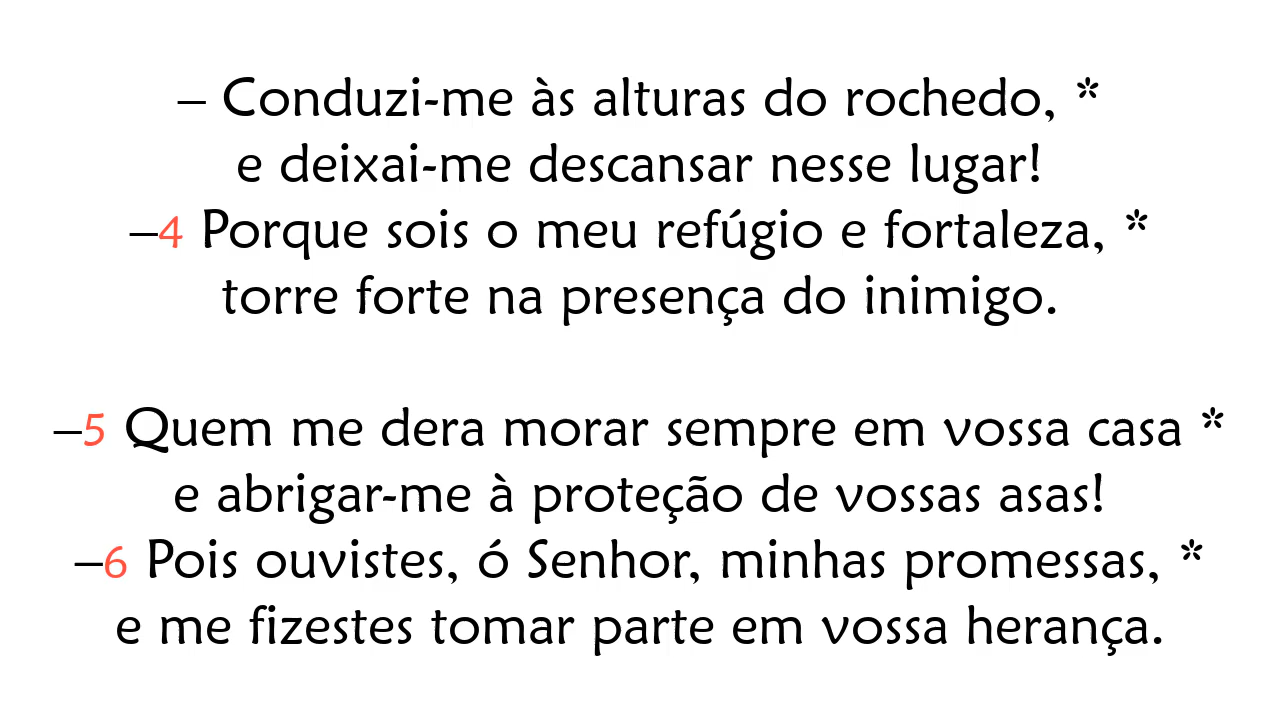 – Conduzi-me às alturas do rochedo, *
e deixai-me descansar nesse lugar!
–4 Porque sois o meu refúgio e fortaleza, *
torre forte na presença do inimigo.
–5 Quem me dera morar sempre em vossa casa *
e abrigar-me à proteção de vossas asas!
–6 Pois ouvistes, ó Senhor, minhas promessas, *
e me fizestes tomar parte em vossa herança.